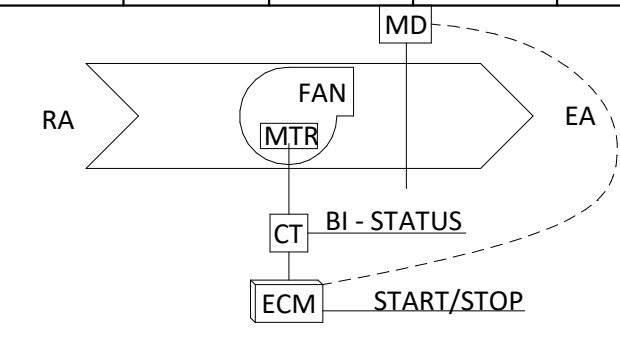 MD
FAN
RA
EA
MTR
BI - STATUS
CT
ECM
START/STOP